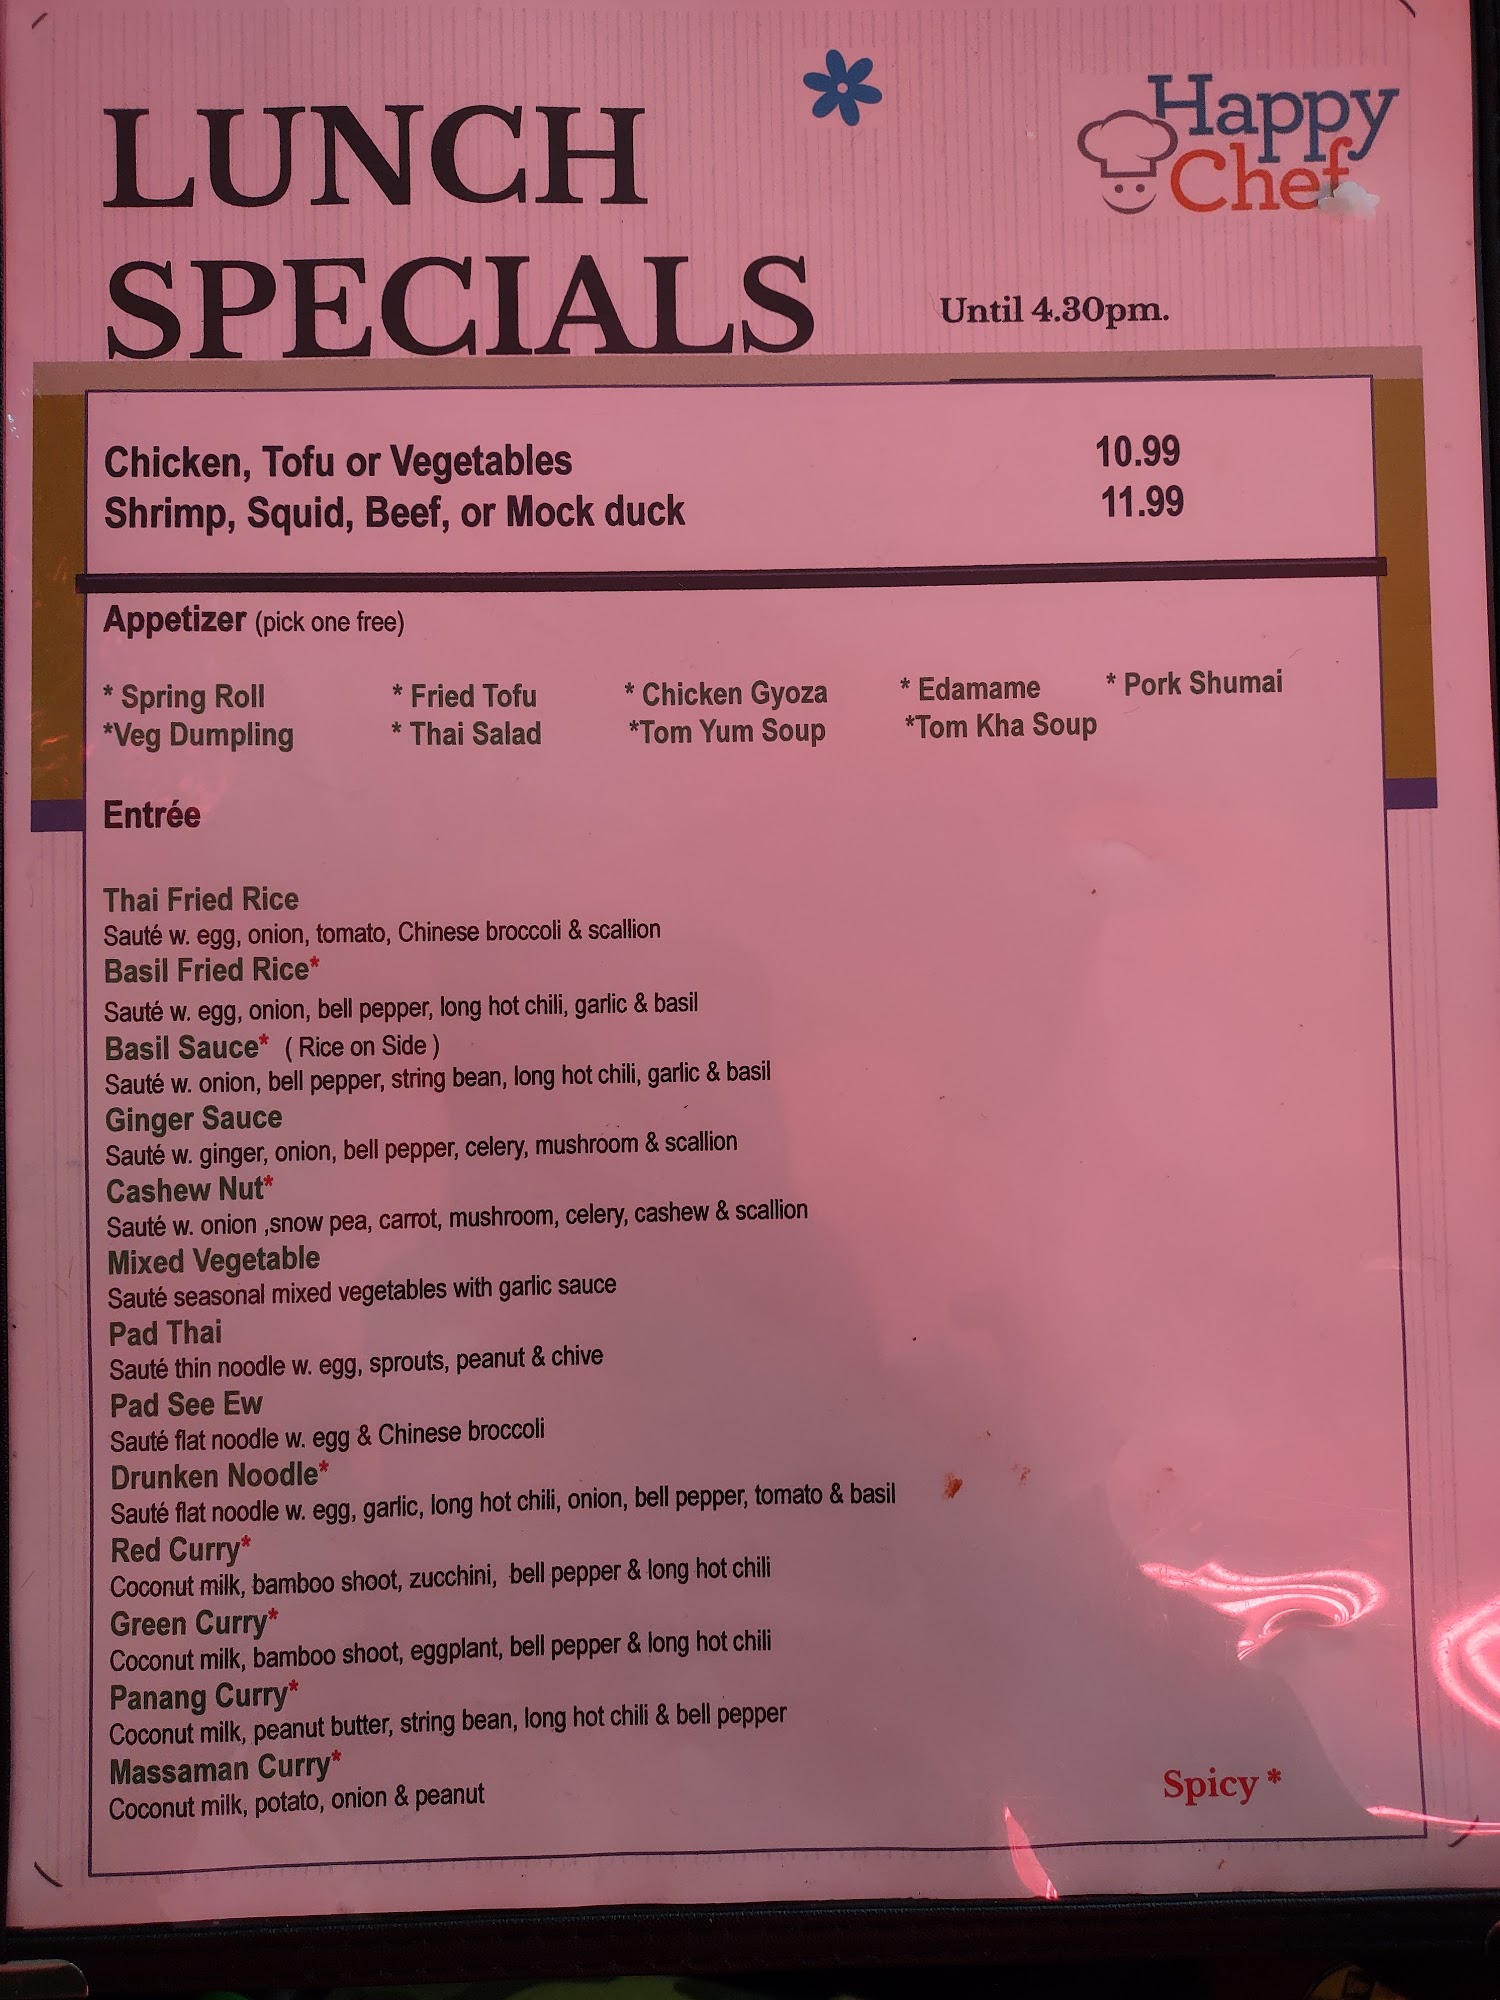 LUNCH
SPECIALS
Happy
Chef
Until 4.30pm.
Chicken, Tofu or Vegetables 10.99
Shrimp, Squid, Beef, or Mock duck 11.99
Appetizer (pick one free)
* Spring Roll * Fried Tofu * Chicken Gyoza * Edamame * Pork Shumai
*Veg Dumpling * Thai Salad *Tom Yum Soup *Tom Kha Soup
Entrée
Thai Fried Rice
Sauté w. egg, onion, tomato, Chinese broccoli & scallion
Basil Fried Rice*
Sauté w. egg, onion, bell pepper, long hot chili, garlic & basil
Basil Sauce* ( Rice on Side )
Sauté w. onion, bell pepper, string bean, long hot chili, garlic & basil
Ginger Sauce
Sauté w. ginger, onion, bell pepper, celery, mushroom & scallion
Cashew Nut*
Sauté w. onion ,snow pea, carrot, mushroom, celery, cashew & scallion
Mixed Vegetable
Sauté seasonal mixed vegetables with garlic sauce
Pad Thai
Sauté thin noodle w. egg, sprouts, peanut & chive
Pad See Ew
Sauté flat noodle w. egg & Chinese broccoli
Drunken Noodle*
Sauté flat noodle w. egg, garlic, long hot chili, onion, bell pepper, tomato & basil
Red Curry*
Coconut milk, bamboo shoot, zucchini, bell pepper & long hot chili
Green Curry*
Coconut milk, bamboo shoot, eggplant, bell pepper & long hot chili
Panang Curry*
Coconut milk, peanut butter, string bean, long hot chili & bell pepper
Massaman Curry*
Coconut milk, potato, onion & peanut
Spicy *